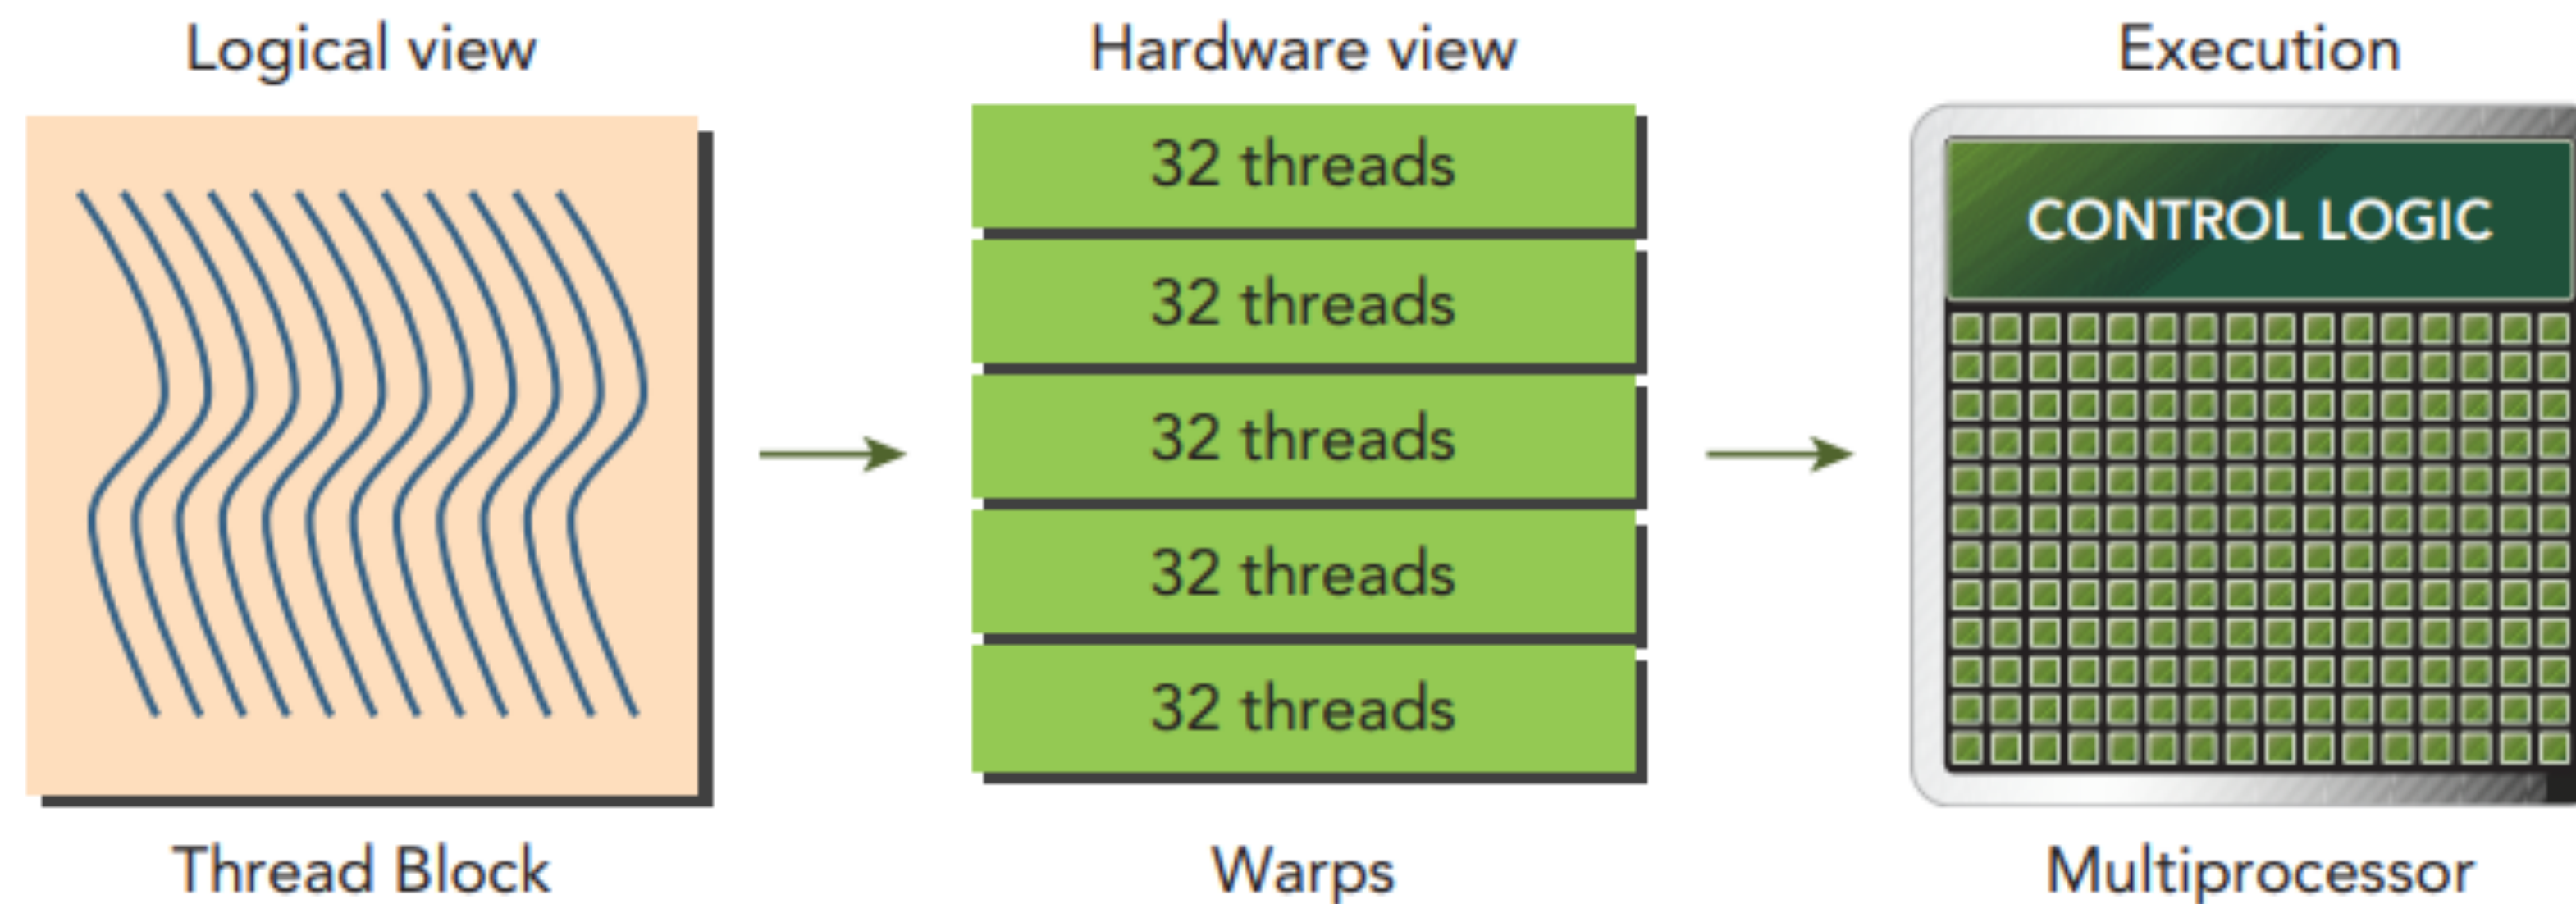 Logical view
Hardware view
Execution
32 threads
32 threads
32 threads
32 threads
32 threads
CONTROL LOGIC
Thread Block
Warps
Multiprocessor